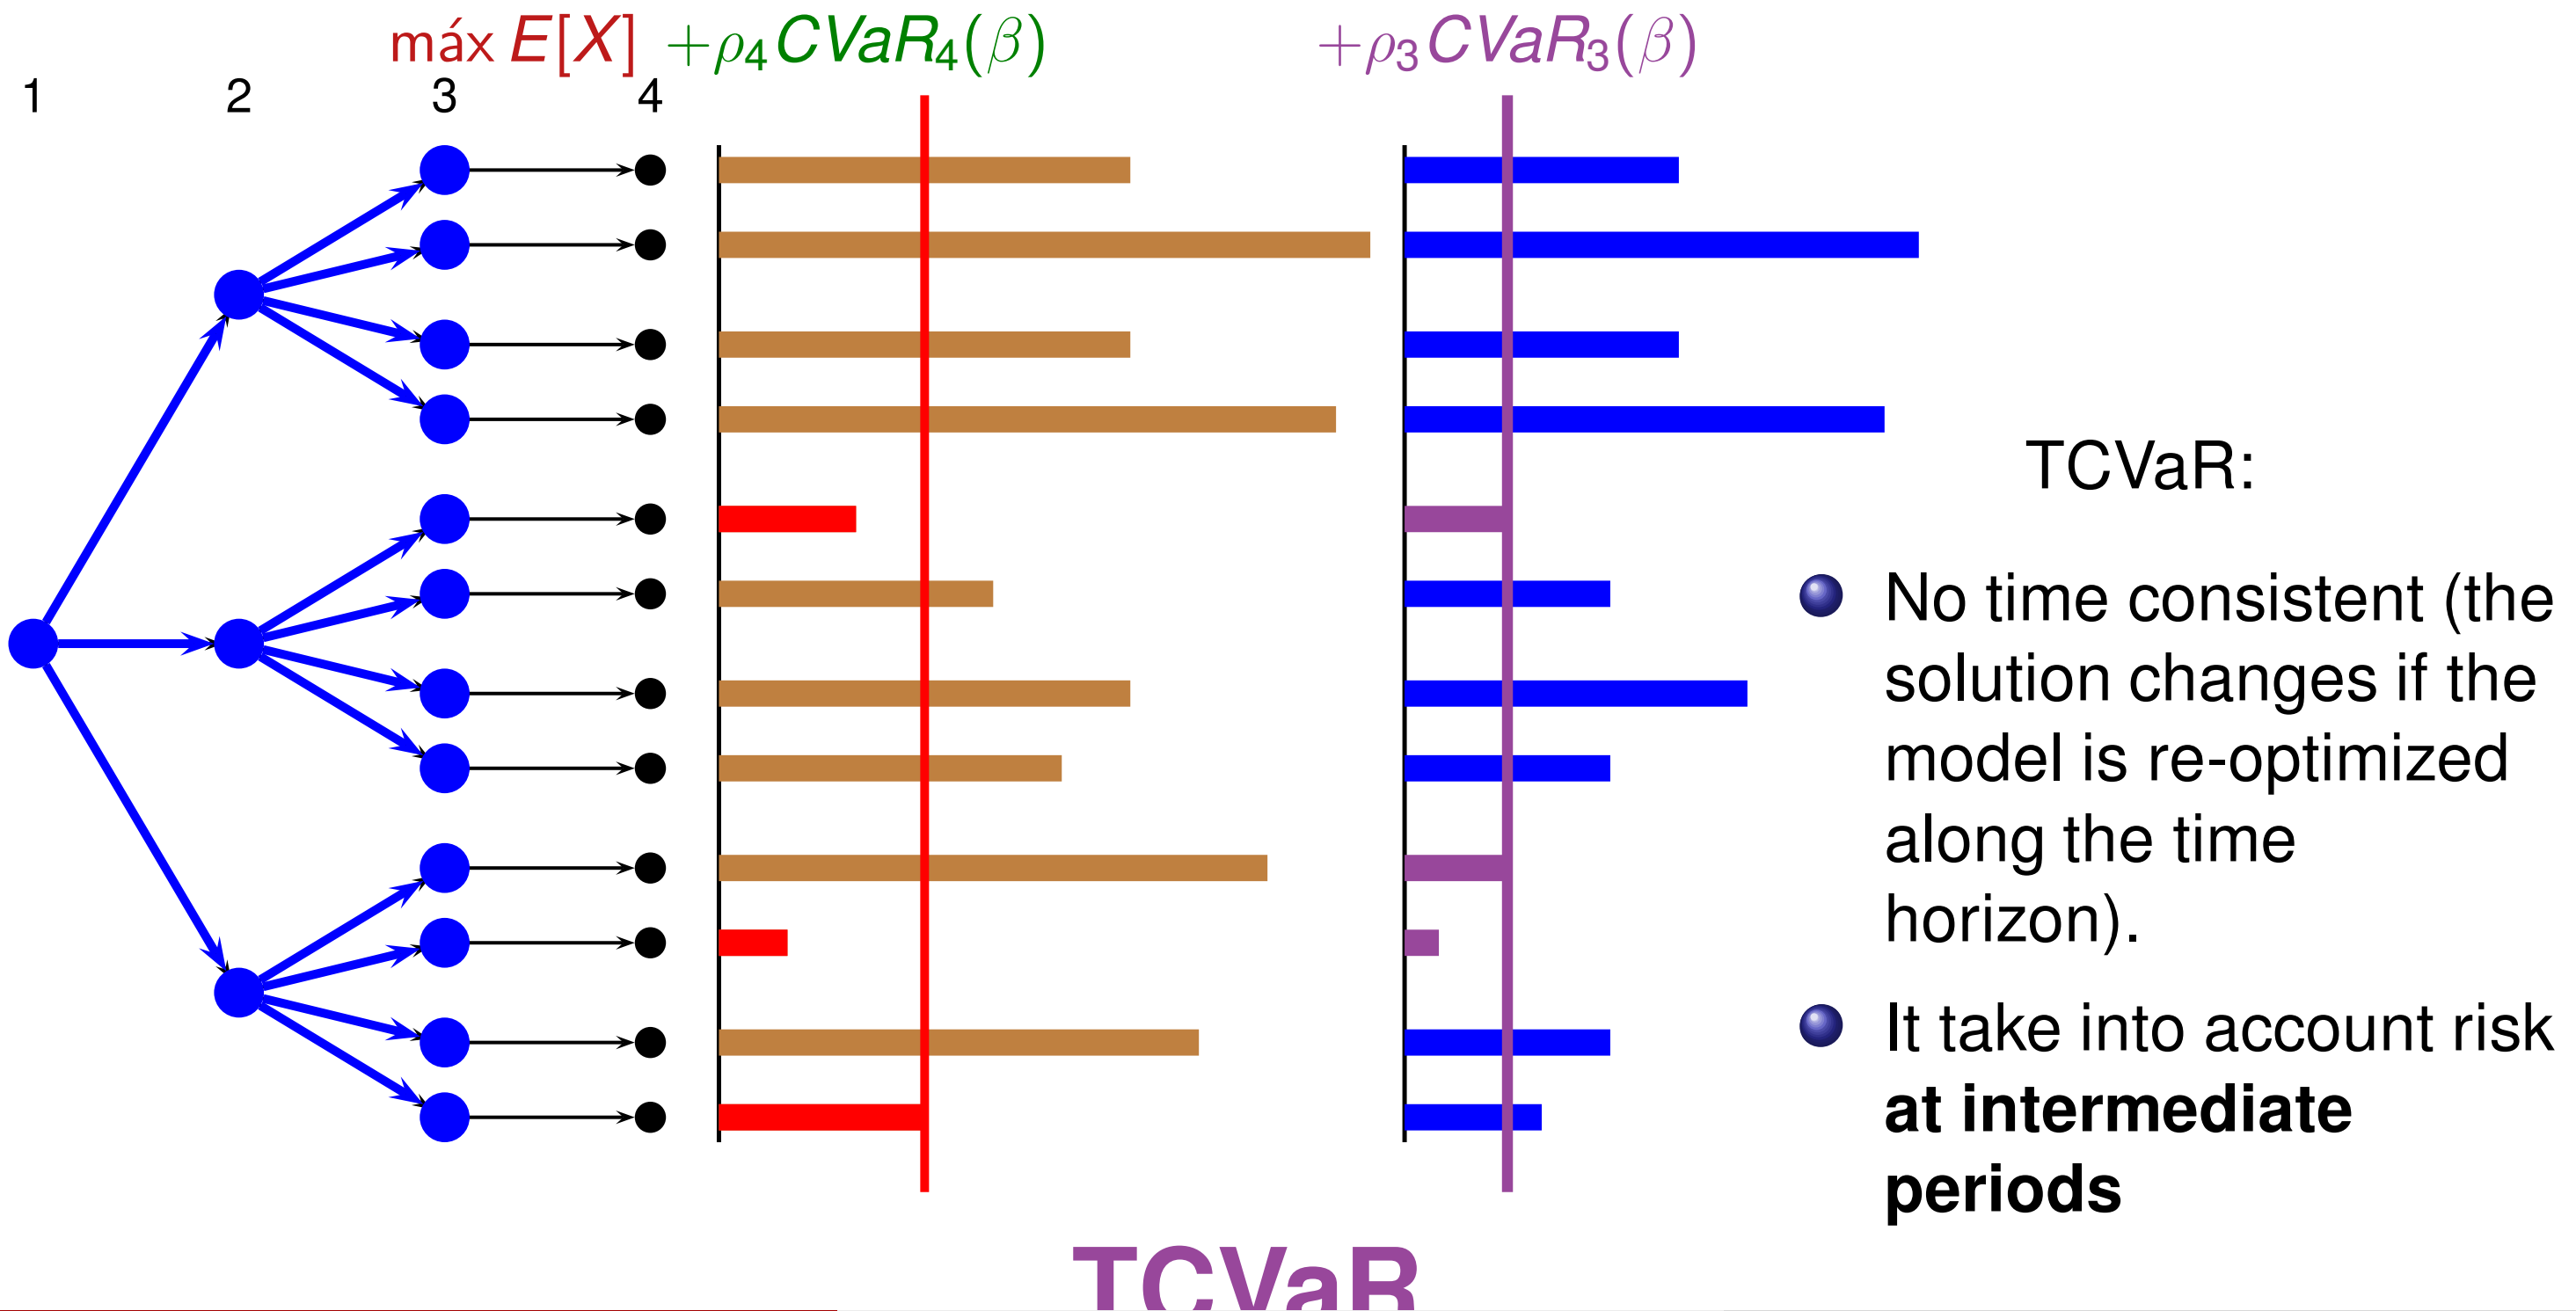 máx E[X] +ρ₄CVaR₄(β) +ρ₃CVaR₃(β)
1 2 3 4
TCVaR:
No time consistent (the
solution changes if the
model is re-optimized
along the time
horizon).
It take into account risk
at intermediate
periods
TCVaR